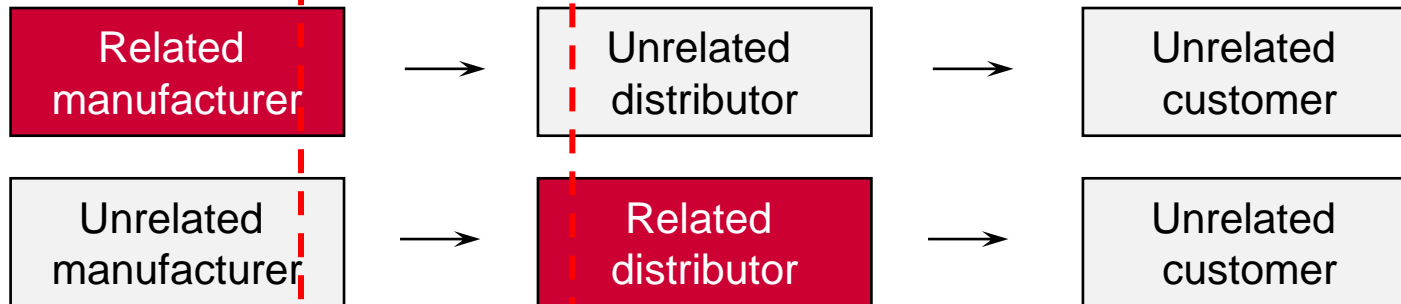 Related
manufacturer
Unrelated
distributor
Unrelated
customer
Unrelated
manufacturer
Related
distributor
Unrelated
customer